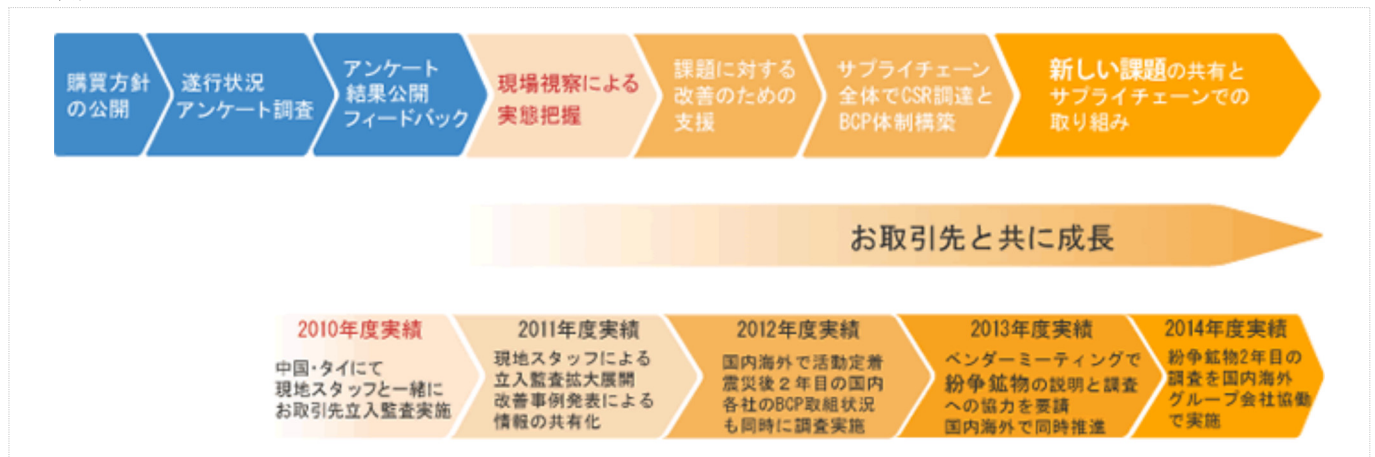 購買方針
の公開
遂行状況
アンケート調査
アンケート
結果公開
フィードバック
現場視察による
実態把握
課題に対する
改善のための
支援
サプライチェーン
全体でCSR調達と
BCP体制構築
新しい課題の共有と
サプライチェーンでの
取り組み
お取引先と共に成長
2010年度実績
中国・タイにて
現地スタッフと一緒に
お取引先立入監査実施
2011年度実績
現地スタッフによる
立入監査拡大展開
改善事例発表による
情報の共有化
2012年度実績
国内海外で活動定着
震災後２年目の国内
各社のBCP取組状況
も同時に調査実施
2013年度実績
ベンダーミーティングで
紛争鉱物の説明と調査
への協力を要請
国内海外で同時推進
2014年度実績
紛争鉱物2年目の
調査を国内海外
グループ会社協働
で実施